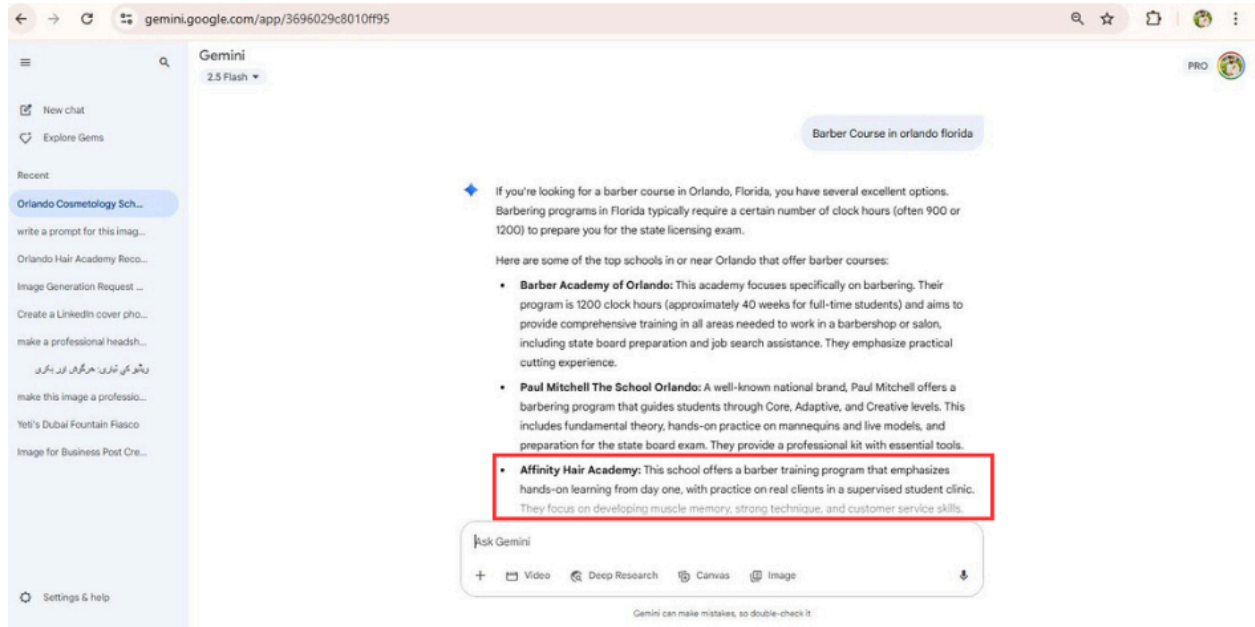 gemini.google.com/app/3696029c8010ff95
Gemini
2.5 Flash
PRO
New chat
Explore Gems
Recent
Orlando Cosmetology Sch...
write a prompt for this imag...
Orlando Hair Academy Reco...
Image Generation Request ...
Create a LinkedIn cover pho...
make a professional headsh...
ویڈیو کی تیاری: ہرگولی اور بکری
make this image a professio...
Yeti's Dubai Fountain Fiasco
Image for Business Post Cre...
Settings & help
Barber Course in orlando florida
If you're looking for a barber course in Orlando, Florida, you have several excellent options.
Barbering programs in Florida typically require a certain number of clock hours (often 900 or
1200) to prepare you for the state licensing exam.
Here are some of the top schools in or near Orlando that offer barber courses:
• Barber Academy of Orlando: This academy focuses specifically on barbering. Their
program is 1200 clock hours (approximately 40 weeks for full-time students) and aims to
provide comprehensive training in all areas needed to work in a barbershop or salon,
including state board preparation and job search assistance. They emphasize practical
cutting experience.
• Paul Mitchell The School Orlando: A well-known national brand, Paul Mitchell offers a
barbering program that guides students through Core, Adaptive, and Creative levels. This
includes fundamental theory, hands-on practice on mannequins and live models, and
preparation for the state board exam. They provide a professional kit with essential tools.
• Affinity Hair Academy: This school offers a barber training program that emphasizes
hands-on learning from day one, with practice on real clients in a supervised student clinic.
They focus on developing muscle memory, strong technique, and customer service skills.
Ask Gemini
Video
Deep Research
Canvas
Image
Gemini can make mistakes, so double-check it